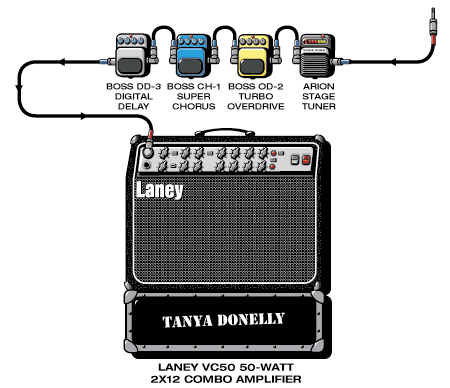 BOSS DD-3
DIGITAL
DELAY
BOSS CH-1
SUPER
CHORUS
BOSS OD-2
TURBO
OVERDRIVE
ARION
STAGE
TUNER
Laney
TANYA DONELLY
LANEY VC50 50-WATT
2X12 COMBO AMPLIFIER